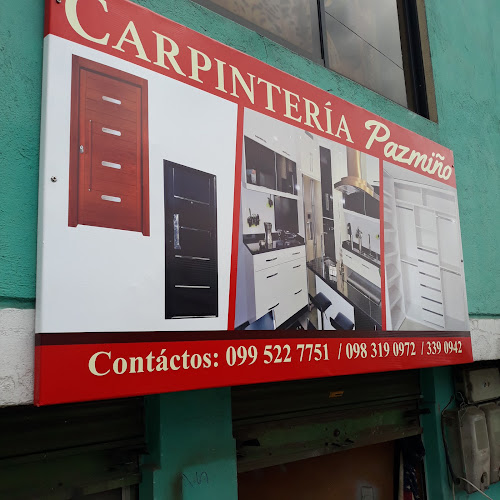 CARPINTERÍA Pazmiño
Contáctos: 099 522 7751 / 098 319 0972 / 339 0942